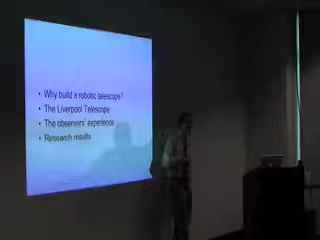 • Why build a robotic telescope?
• The Liverpool Telescope
• The observers' experience
• Research results